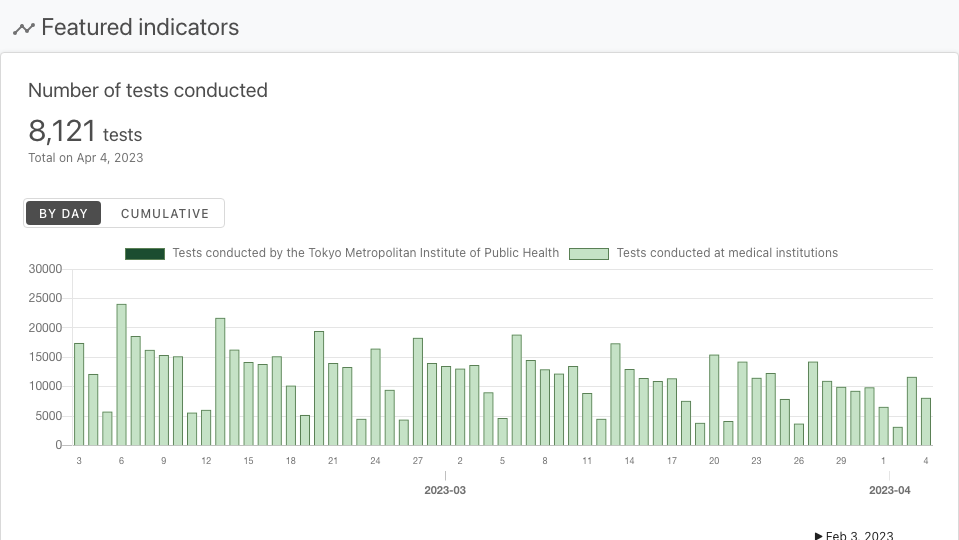 Featured indicators
Number of tests conducted
8,121 tests
Total on Apr 4, 2023
BY DAY CUMULATIVE
Tests conducted by the Tokyo Metropolitan Institute of Public Health Tests conducted at medical institutions
30000
25000
20000
15000
10000
5000
0
3 6 9 12 15 18 21 24 27 2 5 8 11 14 17 20 23 26 29 1 4
2023-03 2023-04
Feb 3, 2023